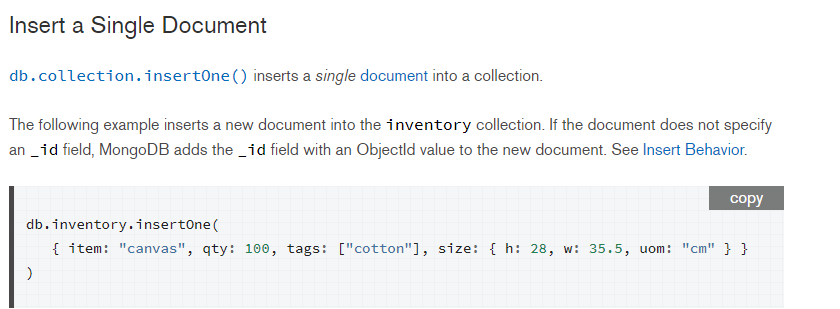 Insert a Single Document
db.collection.insertOne() inserts a single document into a collection.
The following example inserts a new document into the inventory collection. If the document does not specify
an _id field, MongoDB adds the _id field with an ObjectId value to the new document. See Insert Behavior.
copy
db.inventory.insertOne(
   { item: "canvas", qty: 100, tags: ["cotton"], size: { h: 28, w: 35.5, uom: "cm" } }
)